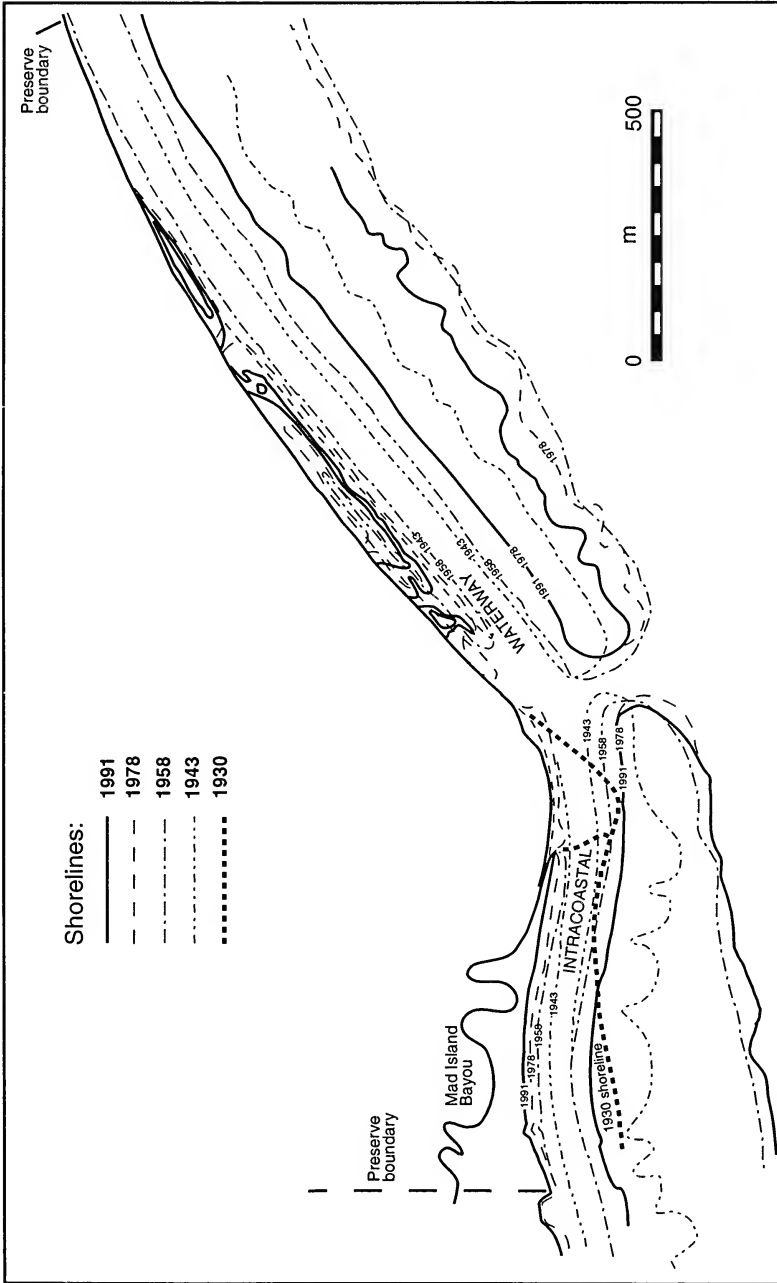 Preserve
boundary
Shorelines:
1991
1978
1958
1943
1930
Mad Island
Bayou
Preserve
boundary
1991
1978
1958
1943
INTRACOASTAL
1930 shoreline
1943
1958
1978
1991
WATERWAY
1958
1943
1943
1958
1978
1991
1978
0 m 500